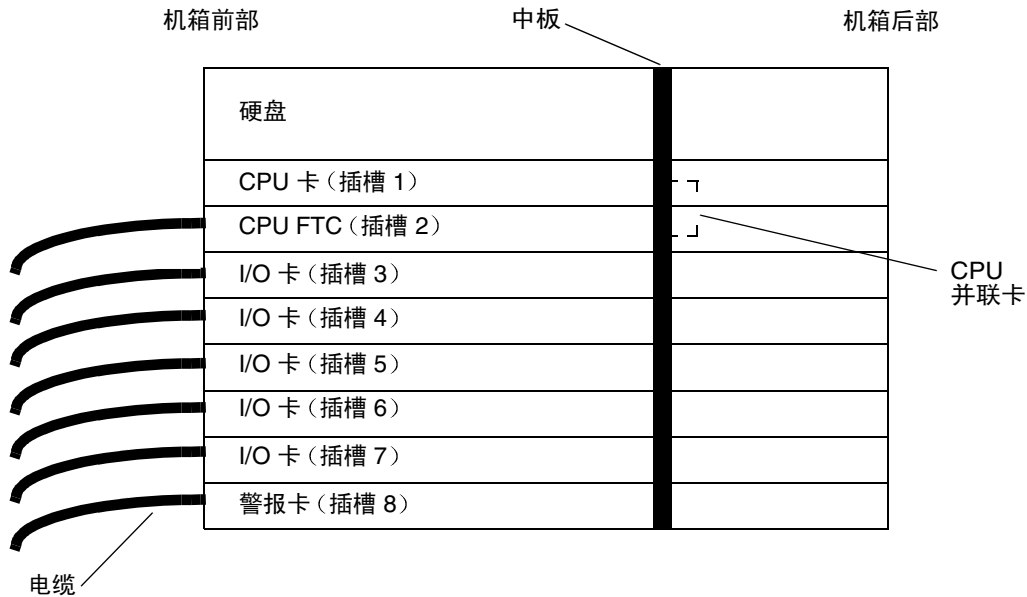 机箱前部
中板
机箱后部
硬盘
CPU 卡（插槽 1）
CPU FTC（插槽 2）
I/O 卡（插槽 3）
I/O 卡（插槽 4）
I/O 卡（插槽 5）
I/O 卡（插槽 6）
I/O 卡（插槽 7）
警报卡（插槽 8）
CPU
并联卡
电缆